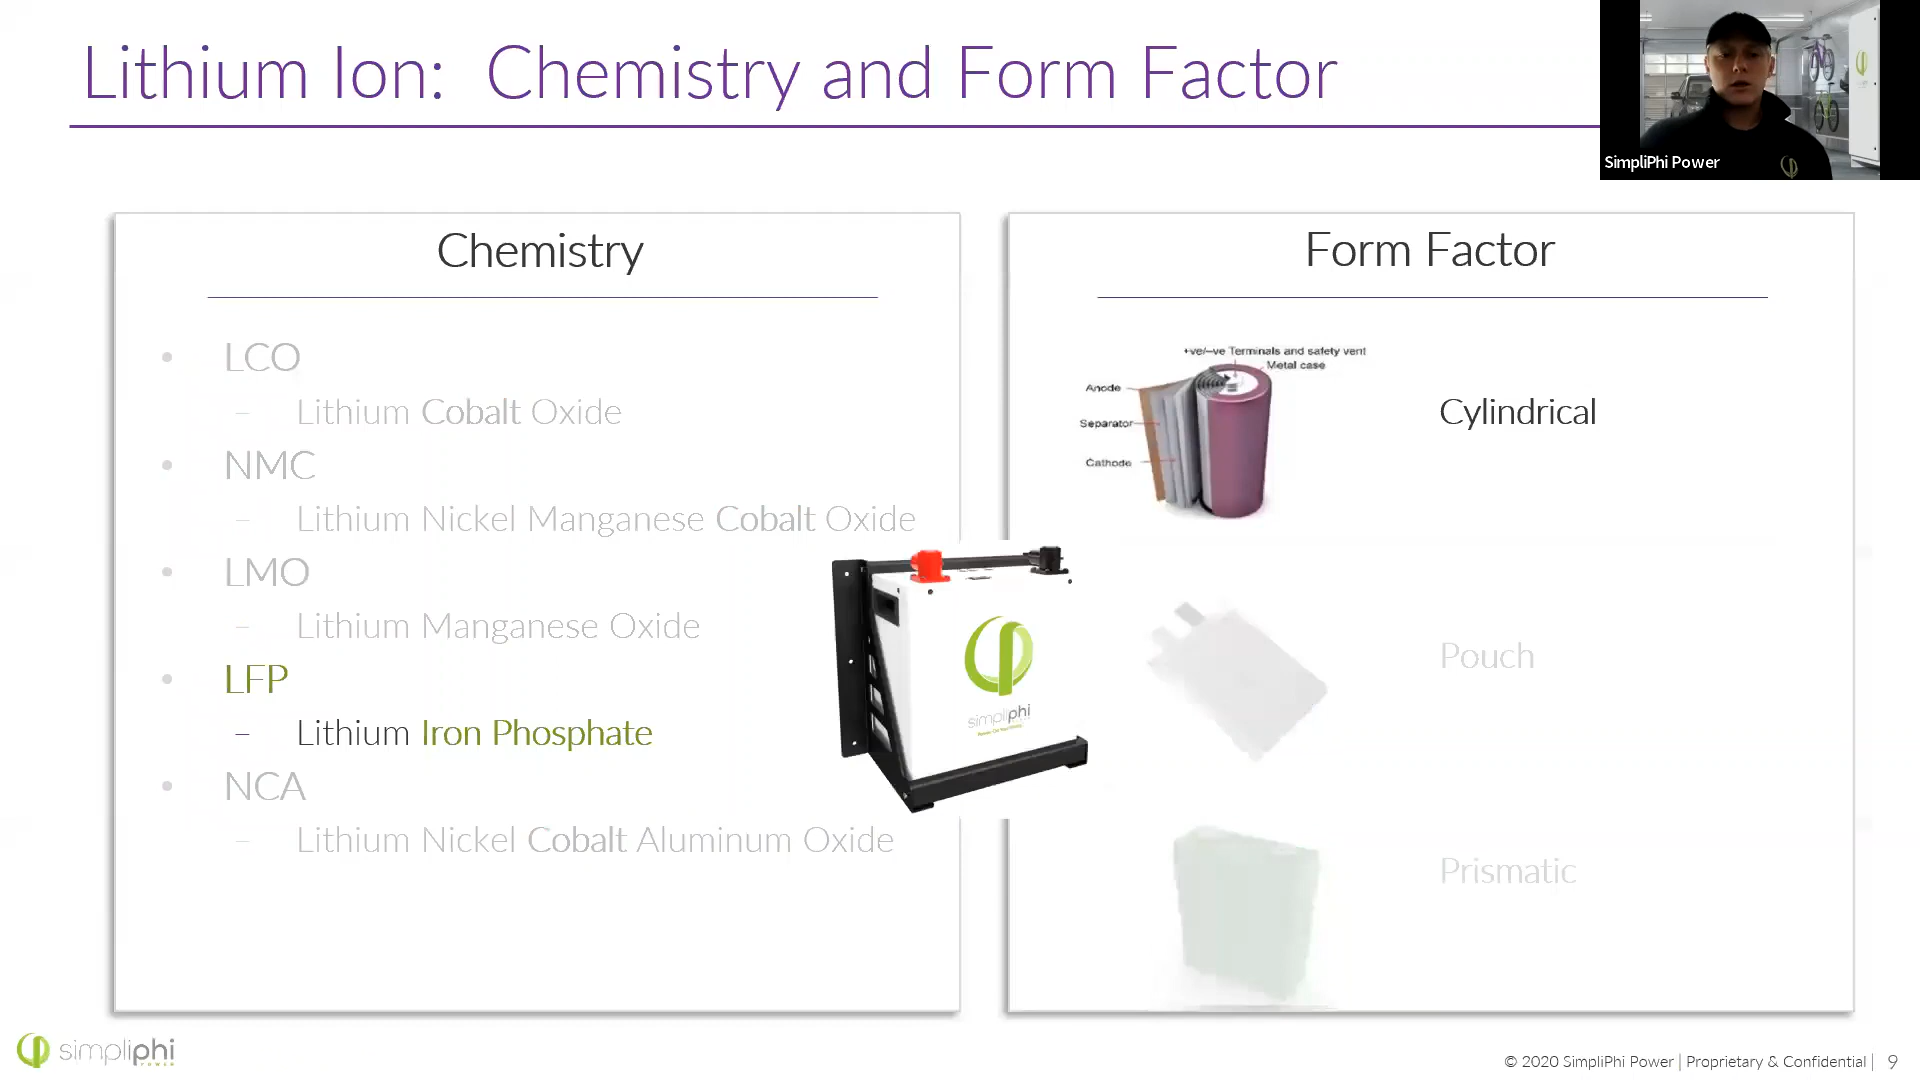 Lithium Ion: Chemistry and Form Factor
SimpliPhi Power
Chemistry
• LCO
– Lithium Cobalt Oxide
• NMC
– Lithium Nickel Manganese Cobalt Oxide
• LMO
– Lithium Manganese Oxide
• LFP
– Lithium Iron Phosphate
• NCA
– Lithium Nickel Cobalt Aluminum Oxide
Form Factor
+ve/–ve Terminals and safety vent
Metal case
Anode
Separator
Cathode
Cylindrical
Pouch
Prismatic
simpliphi
simpliphi
POWER
© 2020 SimpliPhi Power | Proprietary & Confidential | 9